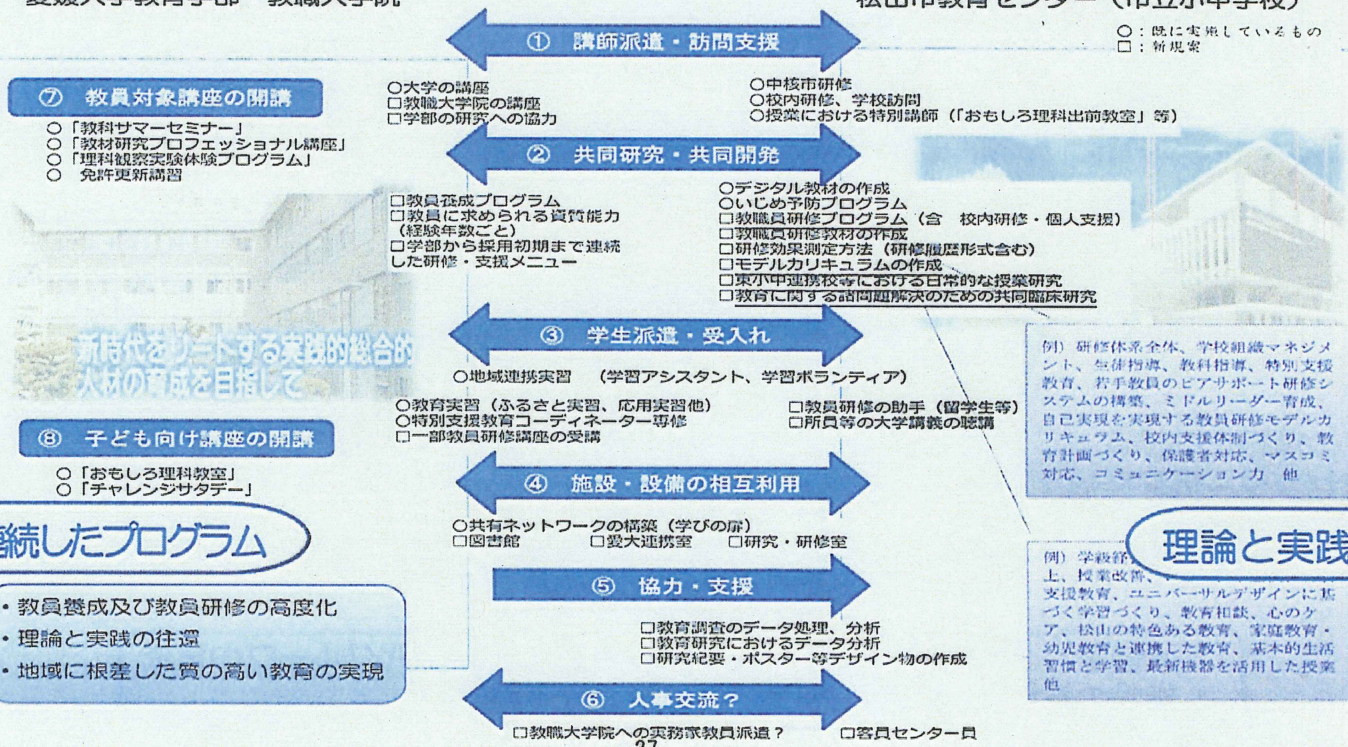 愛媛大学教育学部 教職大学院
松山市教育センター（市立小中学校）
○：既に実施しているもの
□：新規案
① 講師派遣・訪問支援
○大学の講座
□教職大学院の講座
□学部の研究への協力
○中核市研修
○校内研修、学校訪問
○授業における特別講師（「おもしろ理科出前教室」等）
⑦ 教員対象講座の開講
○「教科サマーセミナー」
○「教材研究プロフェッショナル講座」
○「理科観察実験体験プログラム」
○ 免許更新講習
② 共同研究・共同開発
□教員養成プログラム
□教員に求められる資質能力
（経験年数ごと）
□学部から採用初期まで連続
した研修・支援メニュー
○デジタル教材の作成
○いじめ予防プログラム
□教職員研修プログラム（含 校内研修・個人支援）
□教職員研修教材の作成
□研修効果測定方法（研修履歴形式含む）
□モデルカリキュラムの作成
□東小中連携校等における日常的な授業研究
□教育に関する諸問題解決のための共同臨床研究
新時代をリードする実践的総合的
人材の育成を目指して
③ 学生派遣・受入れ
○地域連携実習 （学習アシスタント、学習ボランティア）
○教育実習（ふるさと実習、応用実習他）
○特別支援教育コーディネーター専修
□一部教員研修講座の受講
□教員研修の助手（留学生等）
□所員等の大学講義の聴講
例）研修体系全体、学校組織マネジメ
ント、生徒指導、教科指導、特別支援
教育、若手教員のピアサポート研修シ
ステムの構築、ミドルリーダー育成、
自己実現を実現する教員研修モデルカ
リキュラム、校内支援体制づくり、教
育計画づくり、保護者対応、マスコミ
対応、コミュニケーション力 他
⑧ 子ども向け講座の開講
○「おもしろ理科教室」
○「チャレンジサタデー」
④ 施設・設備の相互利用
○共有ネットワークの構築（学びの扉）
□図書館 □愛大連携室 □研究・研修室
継続したプログラム
・教員養成及び教員研修の高度化
・理論と実践の往還
・地域に根差した質の高い教育の実現
⑤ 協力・支援
□教育調査のデータ処理、分析
□教育研究におけるデータ分析
□研究紀要・ポスター等デザイン物の作成
理論と実践
例）学級経
上、授業改善、
支援教育、ユニバーサルデザインに基
づく学習づくり、教育相談、心のケ
ア、松山の特色ある教育、家庭教育・
幼児教育と連携した教育、基本的生活
習慣と学習、最新機器を活用した授業
他
⑥ 人事交流？
□教職大学院への実務家教員派遣？ □客員センター員
27